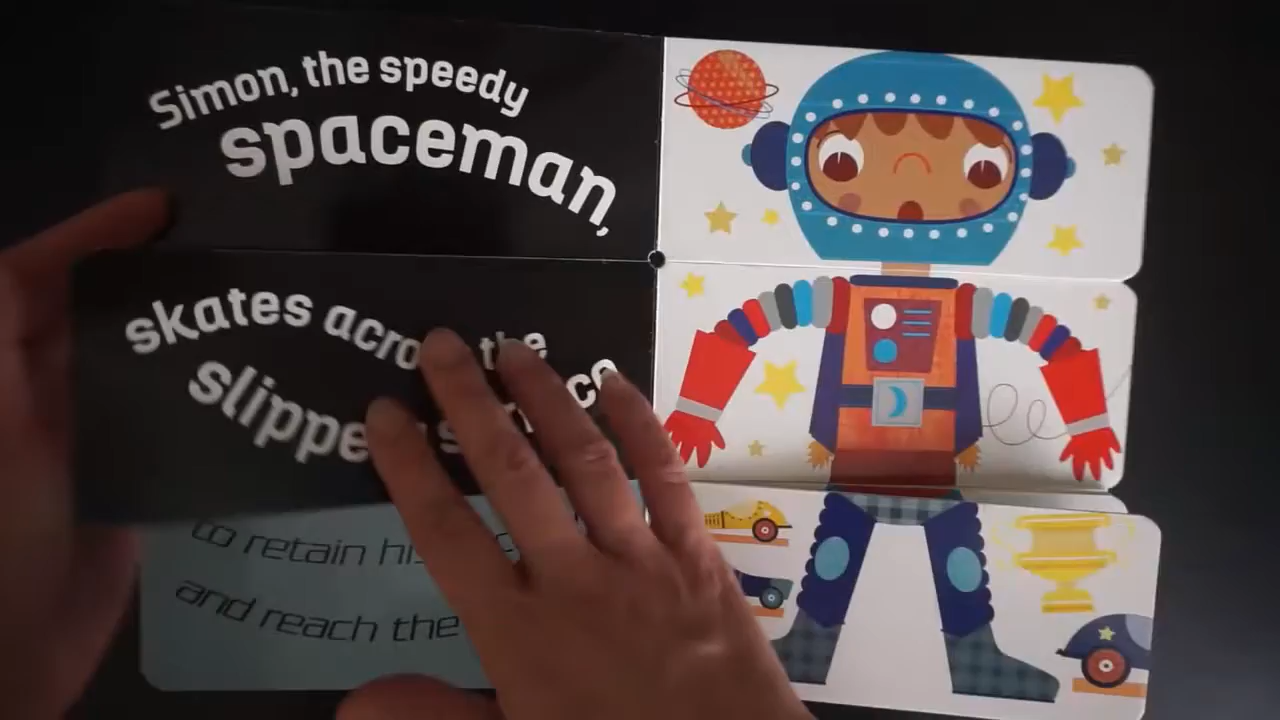 Simon, the speedy
spaceman,
skates across the
slippery
to retain his
and reach the